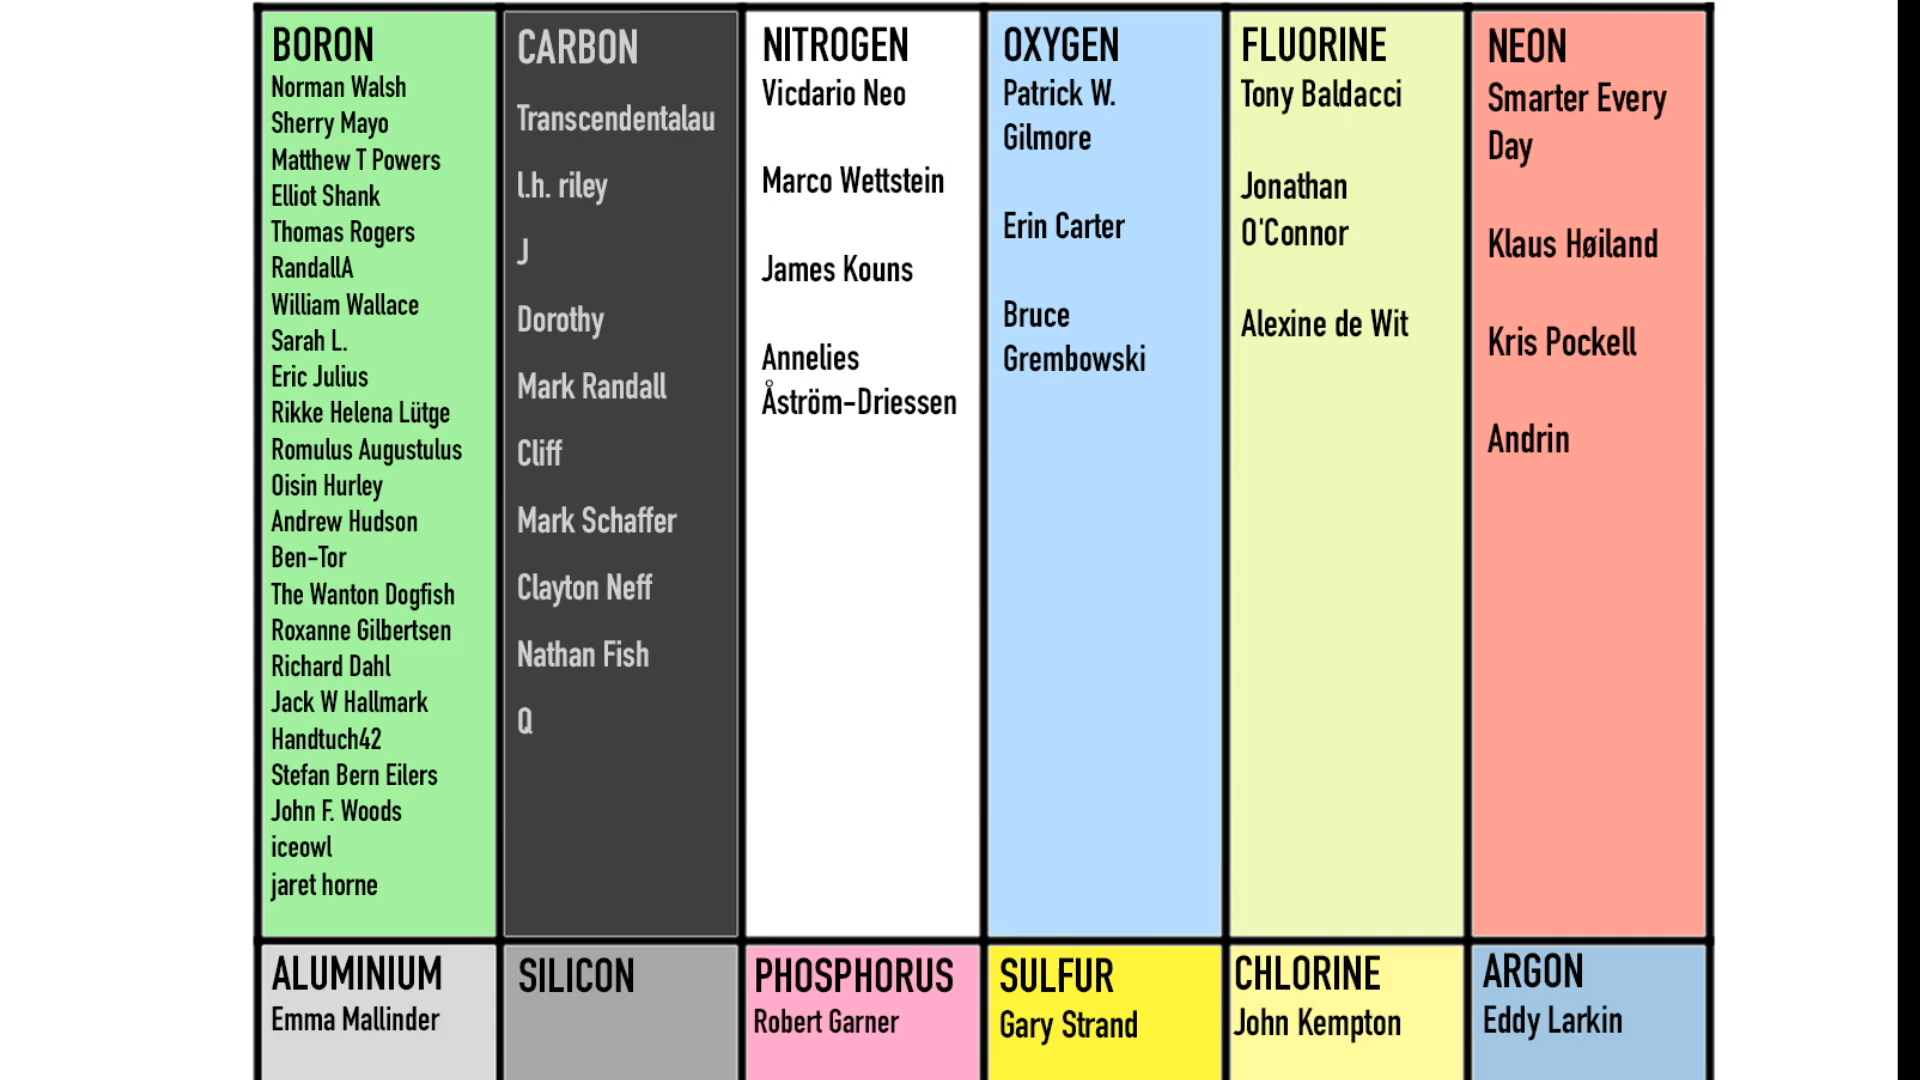 BORON
Norman Walsh
Sherry Mayo
Matthew T Powers
Elliot Shank
Thomas Rogers
RandallA
William Wallace
Sarah L.
Eric Julius
Rikke Helena Lütge
Romulus Augustulus
Oisin Hurley
Andrew Hudson
Ben-Tor
The Wanton Dogfish
Roxanne Gilbertsen
Richard Dahl
Jack W Hallmark
Handtuch42
Stefan Bern Eilers
John F. Woods
iceowl
jaret horne
CARBON
Transcendentalau
l.h. riley
J
Dorothy
Mark Randall
Cliff
Mark Schaffer
Clayton Neff
Nathan Fish
Q
NITROGEN
Vicdario Neo
Marco Wettstein
James Kouns
Annelies
Åström-Driessen
OXYGEN
Patrick W.
Gilmore
Erin Carter
Bruce
Grembowski
FLUORINE
Tony Baldacci
Jonathan
O'Connor
Alexine de Wit
NEON
Smarter Every
Day
Klaus Høiland
Kris Pockell
Andrin
ALUMINIUM
Emma Mallinder
SILICON
PHOSPHORUS
Robert Garner
SULFUR
Gary Strand
CHLORINE
John Kempton
ARGON
Eddy Larkin